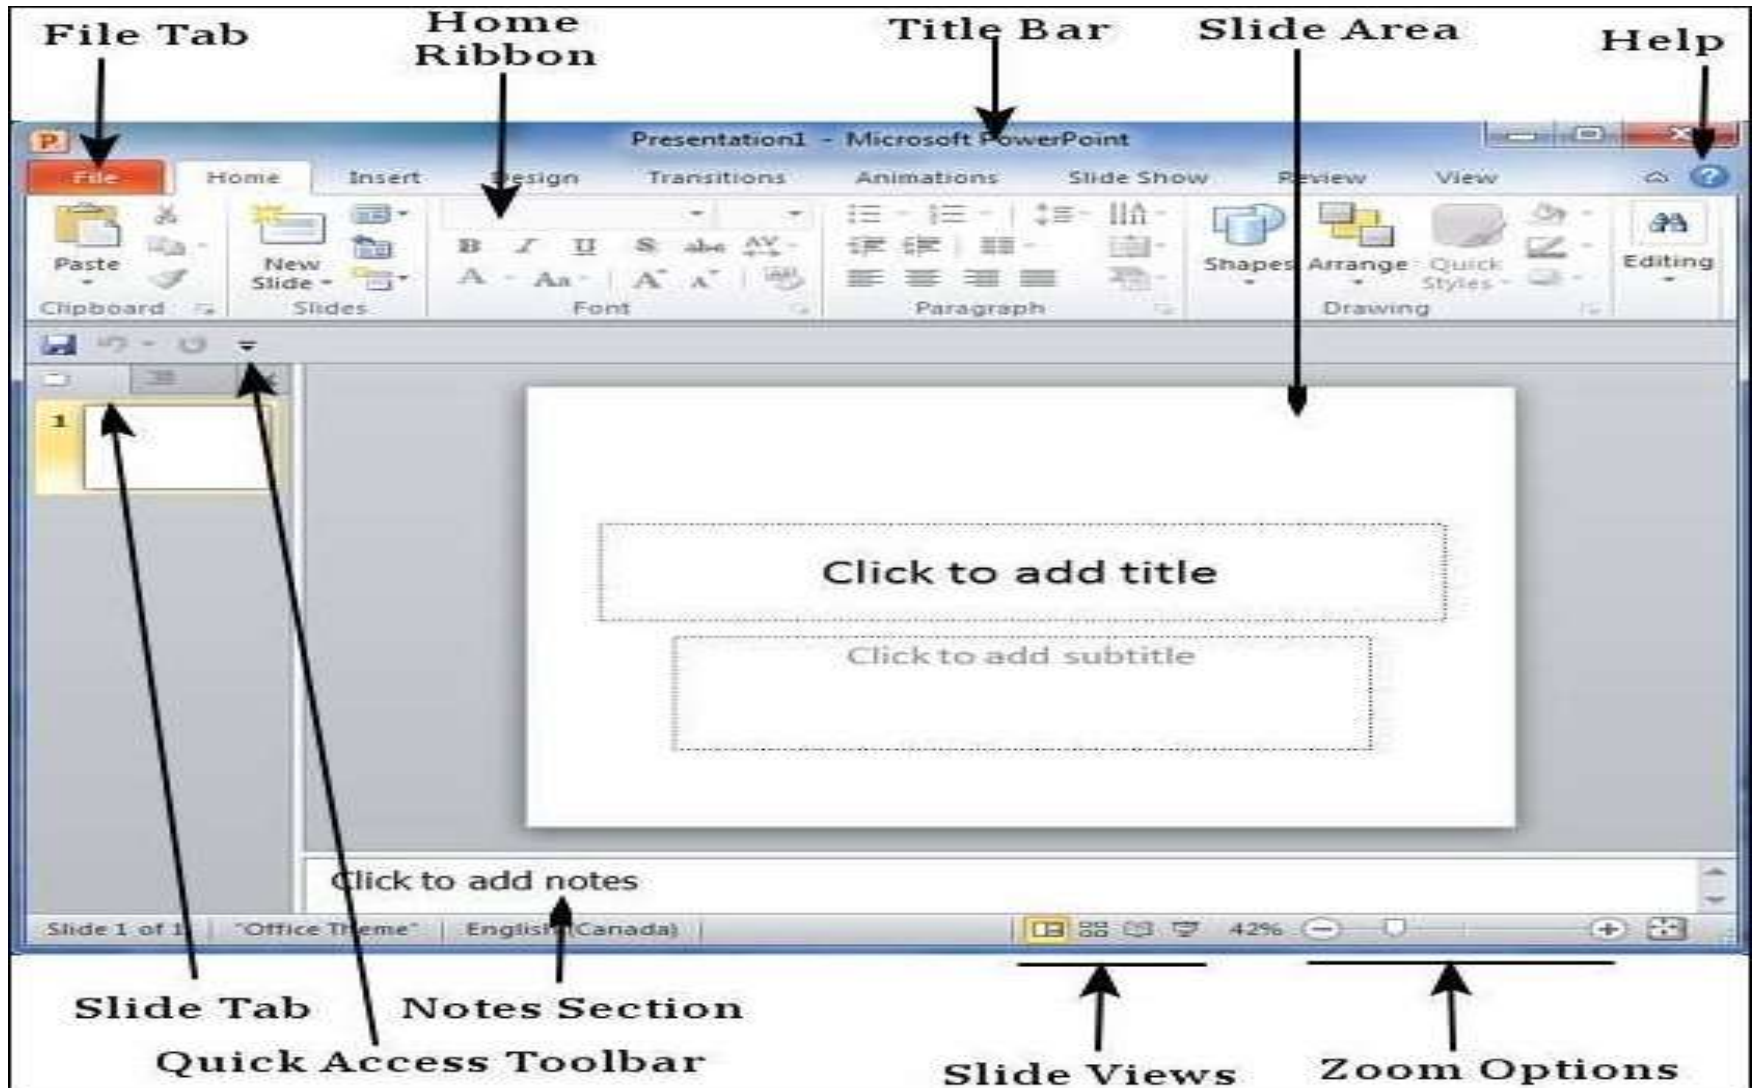 File Tab
Home
Ribbon
Title Bar
Slide Area
Help
Presentation1 - Microsoft PowerPoint
File Home Insert Design Transitions Animations Slide Show Review View
Paste
New
Slide
Shapes Arrange Quick
Styles
Editing
B I U S abc AV
A Aa A A
Clipboard Slides Font Paragraph Drawing
1
Click to add title
Click to add subtitle
Click to add notes
Slide 1 of 1 "Office Theme" English (Canada) 42%
Slide Tab
Notes Section
Quick Access Toolbar
Slide Views
Zoom Options